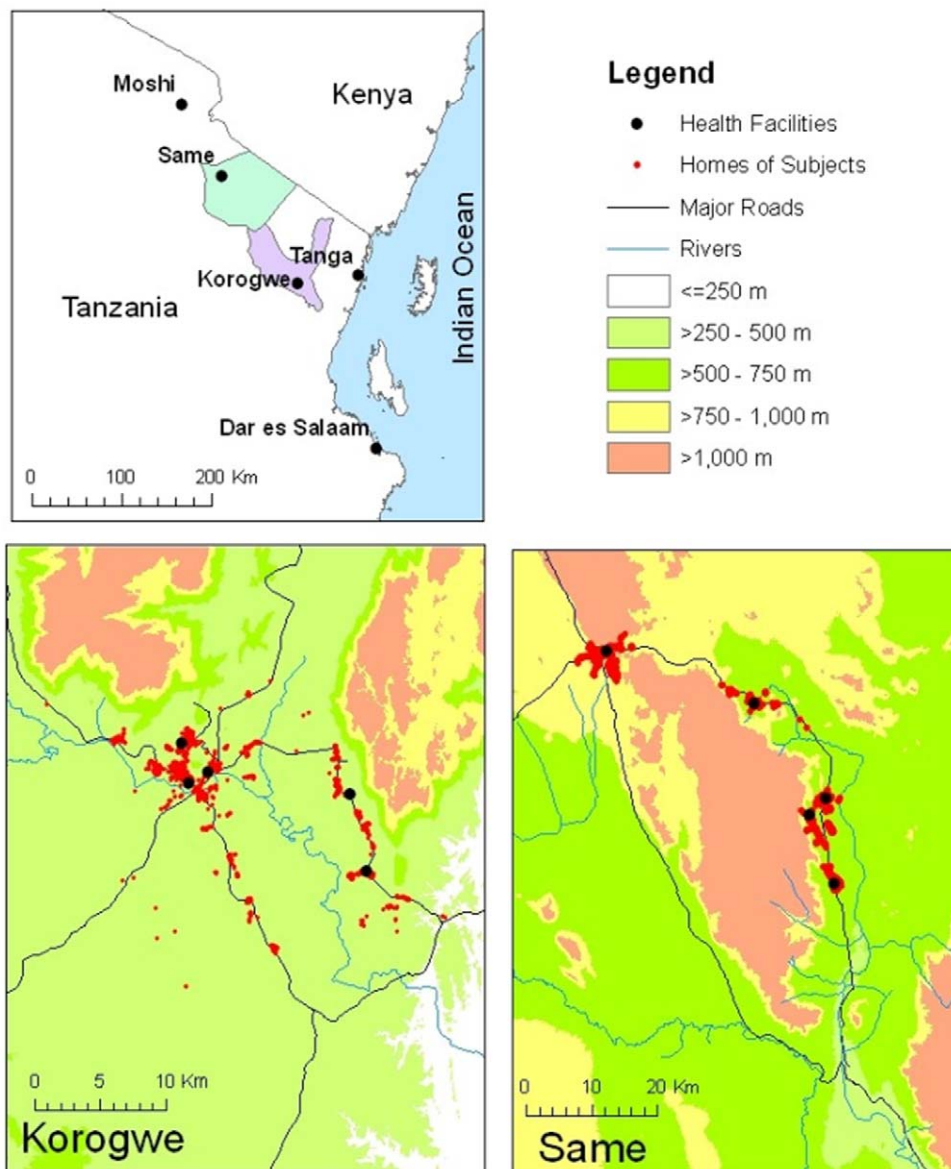 Moshi
Kenya
Same
Tanga
Korogwe
Tanzania
Indian Ocean
Dar es Salaam
0 100 200 Km
Legend
Health Facilities
Homes of Subjects
Major Roads
Rivers
<=250 m
>250 - 500 m
>500 - 750 m
>750 - 1,000 m
>1,000 m
0 5 10 Km
Korogwe
0 10 20 Km
Same